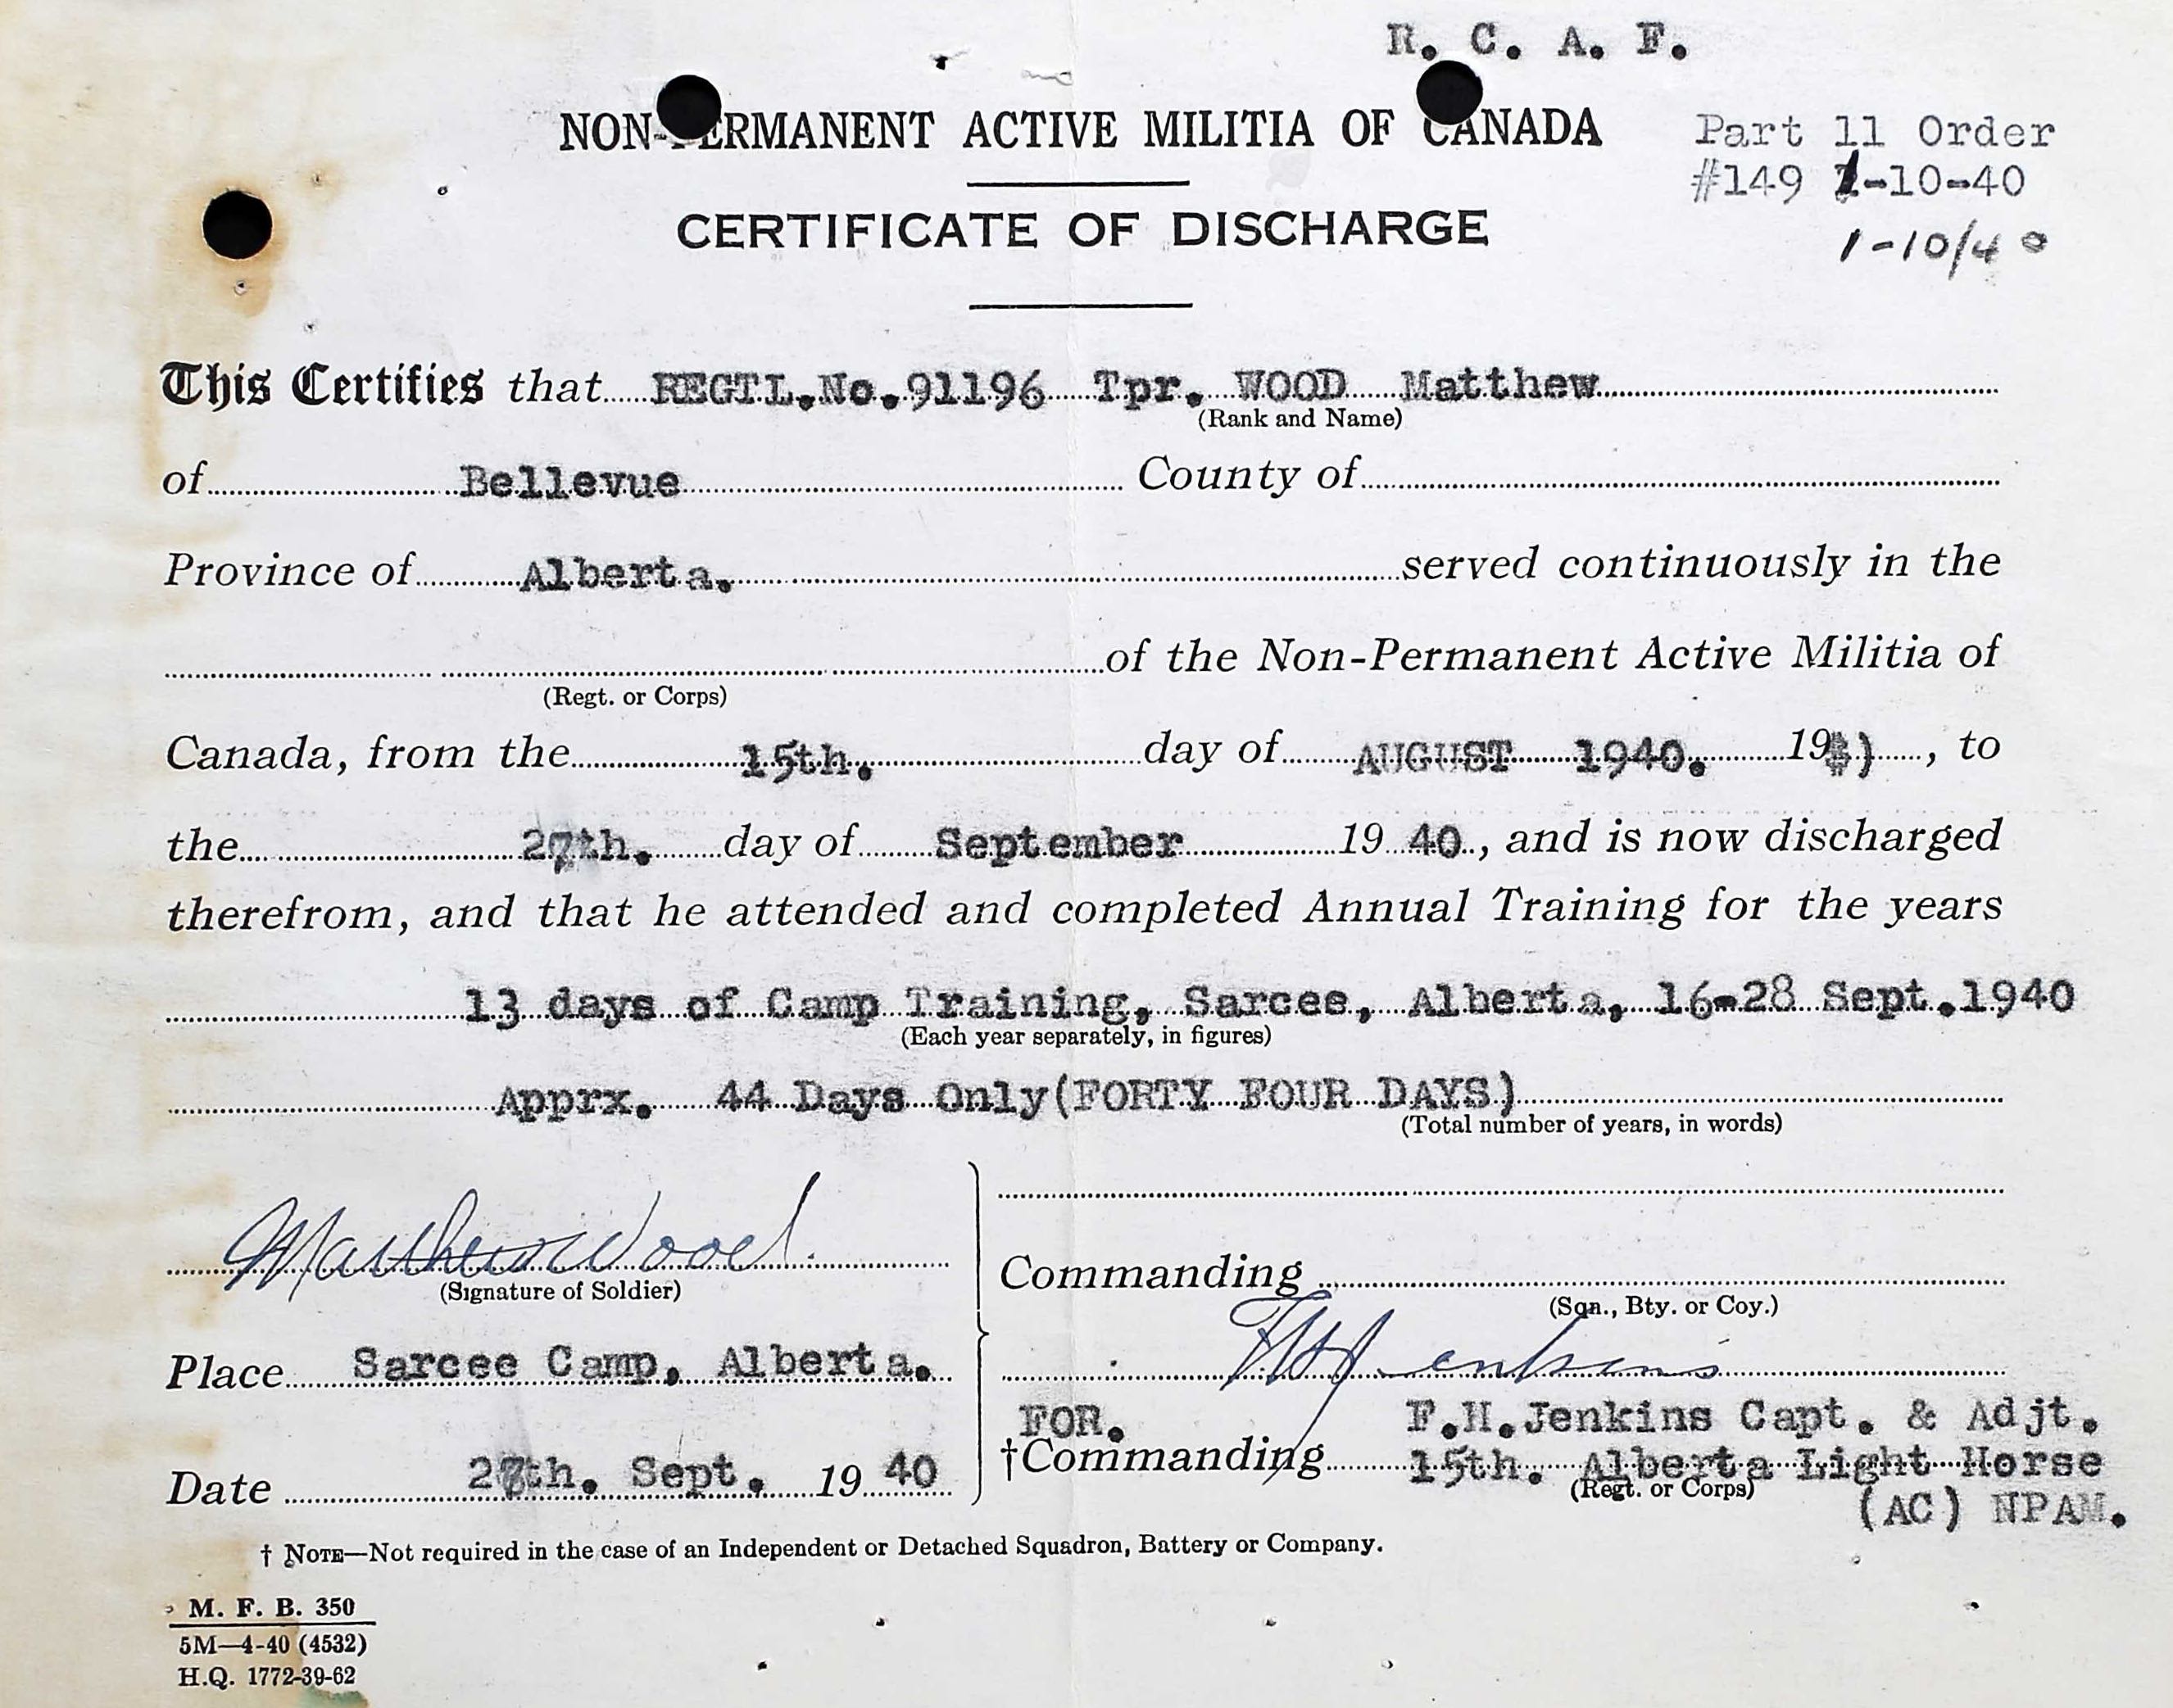 R. C. A. F.
NON-PERMANENT ACTIVE MILITIA OF CANADA
Part 11 Order
#149 1-10-40
CERTIFICATE OF DISCHARGE
1-10/40
This Certifies that REGTL.No.91196 Tpr. WOOD Matthew
(Rank and Name)
of Bellevue County of
Province of Alberta. served continuously in the
of the Non-Permanent Active Militia of
(Regt. or Corps)
Canada, from the 15th. day of AUGUST 1940. 19 ) , to
the 27th. day of September 19 40 , and is now discharged
therefrom, and that he attended and completed Annual Training for the years
13 days of Camp Training, Sarcee, Alberta, 16-28 Sept.1940
(Each year separately, in figures)
Apprx. 44 Days Only(FORTY FOUR DAYS)
(Total number of years, in words)
Matthew Wood.
(Signature of Soldier)
Commanding
(Sqn., Bty. or Coy.)
Place Sarcee Camp, Alberta.
F H Jenkins
FOR. F.H.Jenkins Capt. & Adjt.
†Commanding 15th. Alberta Light Horse
(Regt. or Corps)
Date 27th. Sept. 19 40
(AC) NPAM.
† NOTE—Not required in the case of an Independent or Detached Squadron, Battery or Company.
M. F. B. 350
5M—4-40 (4532)
H.Q. 1772-39-62